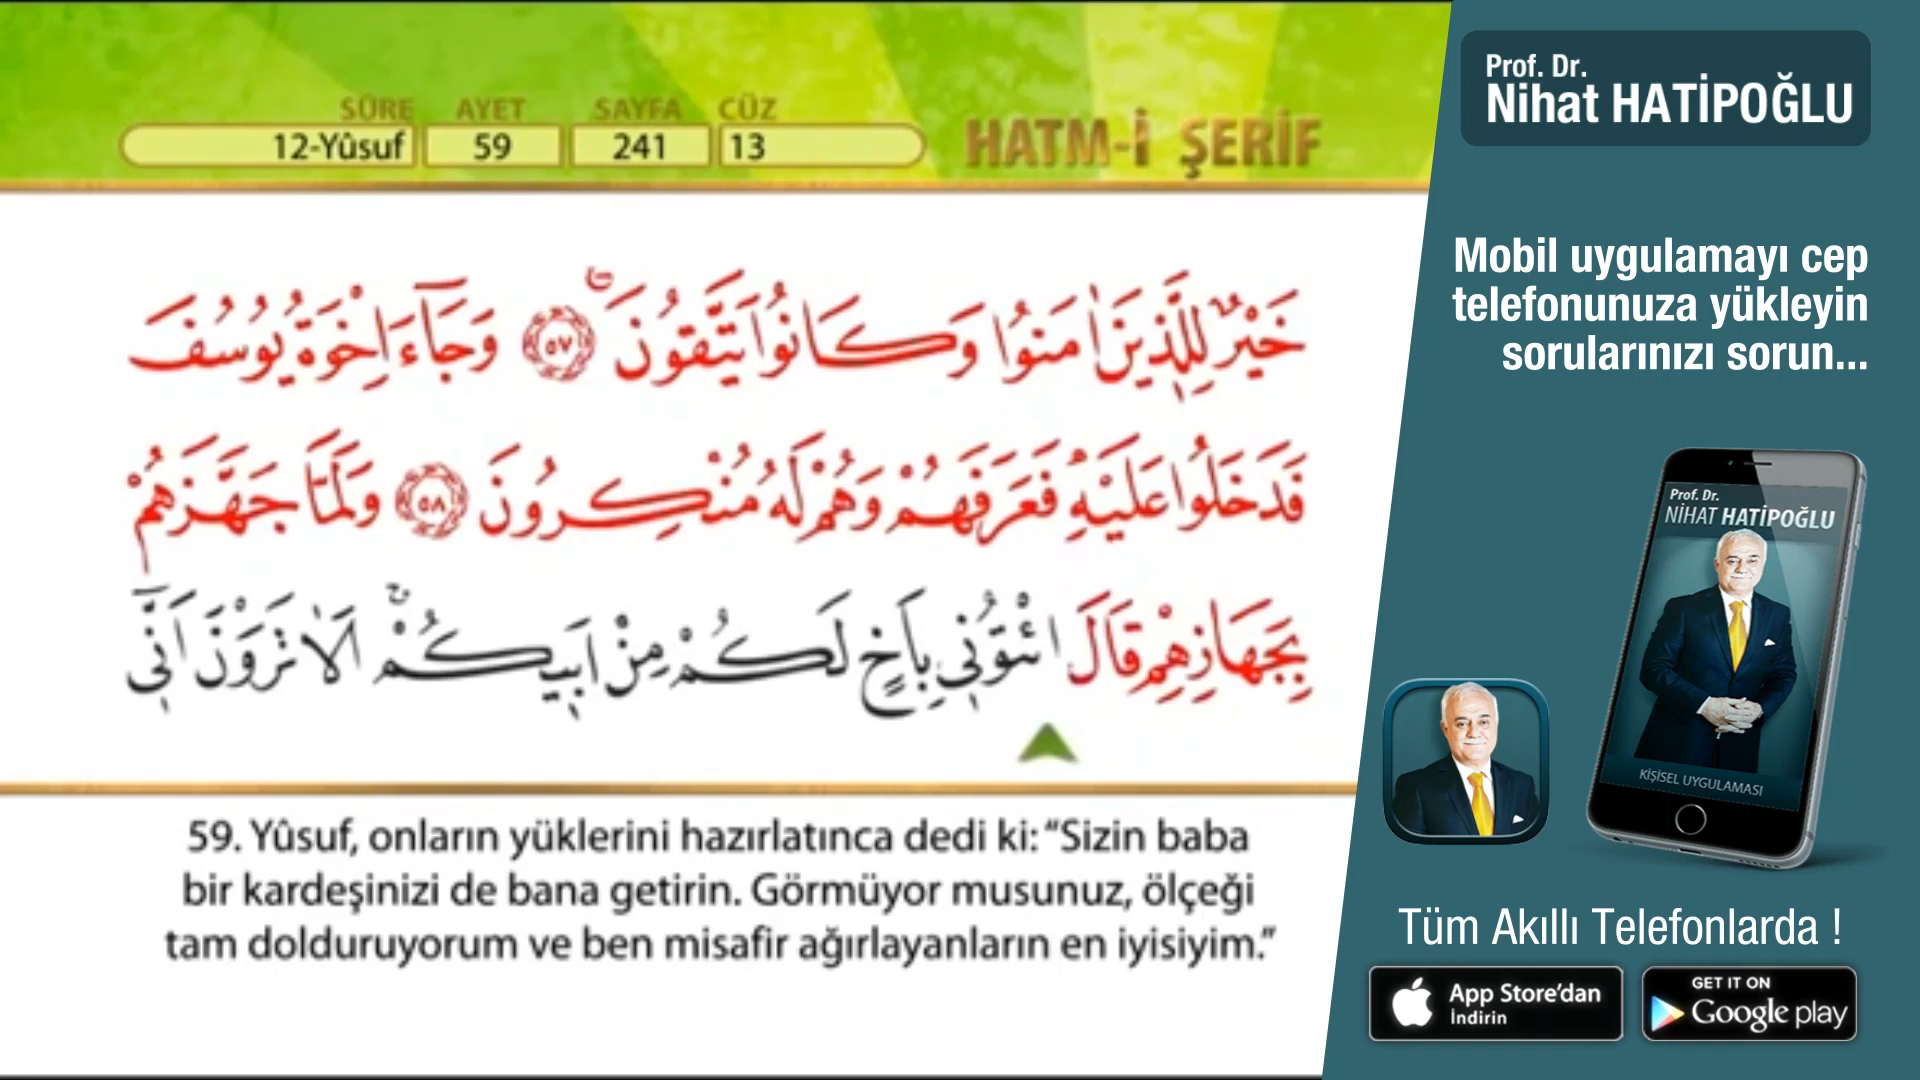 SÛRE AYET SAYFA CÜZ
12-Yûsuf 59 241 13
HATM-İ ŞERİF
خَيْرٌ لِلَّذِينَ اٰمَنُوا وَكَانُوا يَتَّقُونَ ۟ ﴿٥٧﴾ وَجَٓاءَ اِخْوَةُ يُوسُفَ
فَدَخَلُوا عَلَيْهِ فَعَرَفَهُمْ وَهُمْ لَهُ مُنْكِرُونَ ﴿٥٨﴾ وَلَمَّا جَهَّزَهُمْ
بِجَهَازِهِمْ قَالَ ائْتُون۪ي بِاَخٍ لَكُمْ مِنْ اَب۪يكُمْۚ اَلَا تَرَوْنَ اَنّ۪ٓي
59. Yûsuf, onların yüklerini hazırlatınca dedi ki: “Sizin baba
bir kardeşinizi de bana getirin. Görmüyor musunuz, ölçeği
tam dolduruyorum ve ben misafir ağırlayanların en iyisiyim.”
Prof. Dr.
Nihat HATİPOĞLU
Mobil uygulamayı cep
telefonunuza yükleyin
sorularınızı sorun...
Prof. Dr.
NİHAT HATİPOĞLU
KİŞİSEL UYGULAMASI
Tüm Akıllı Telefonlarda !
App Store’dan
İndirin
GET IT ON
Google play